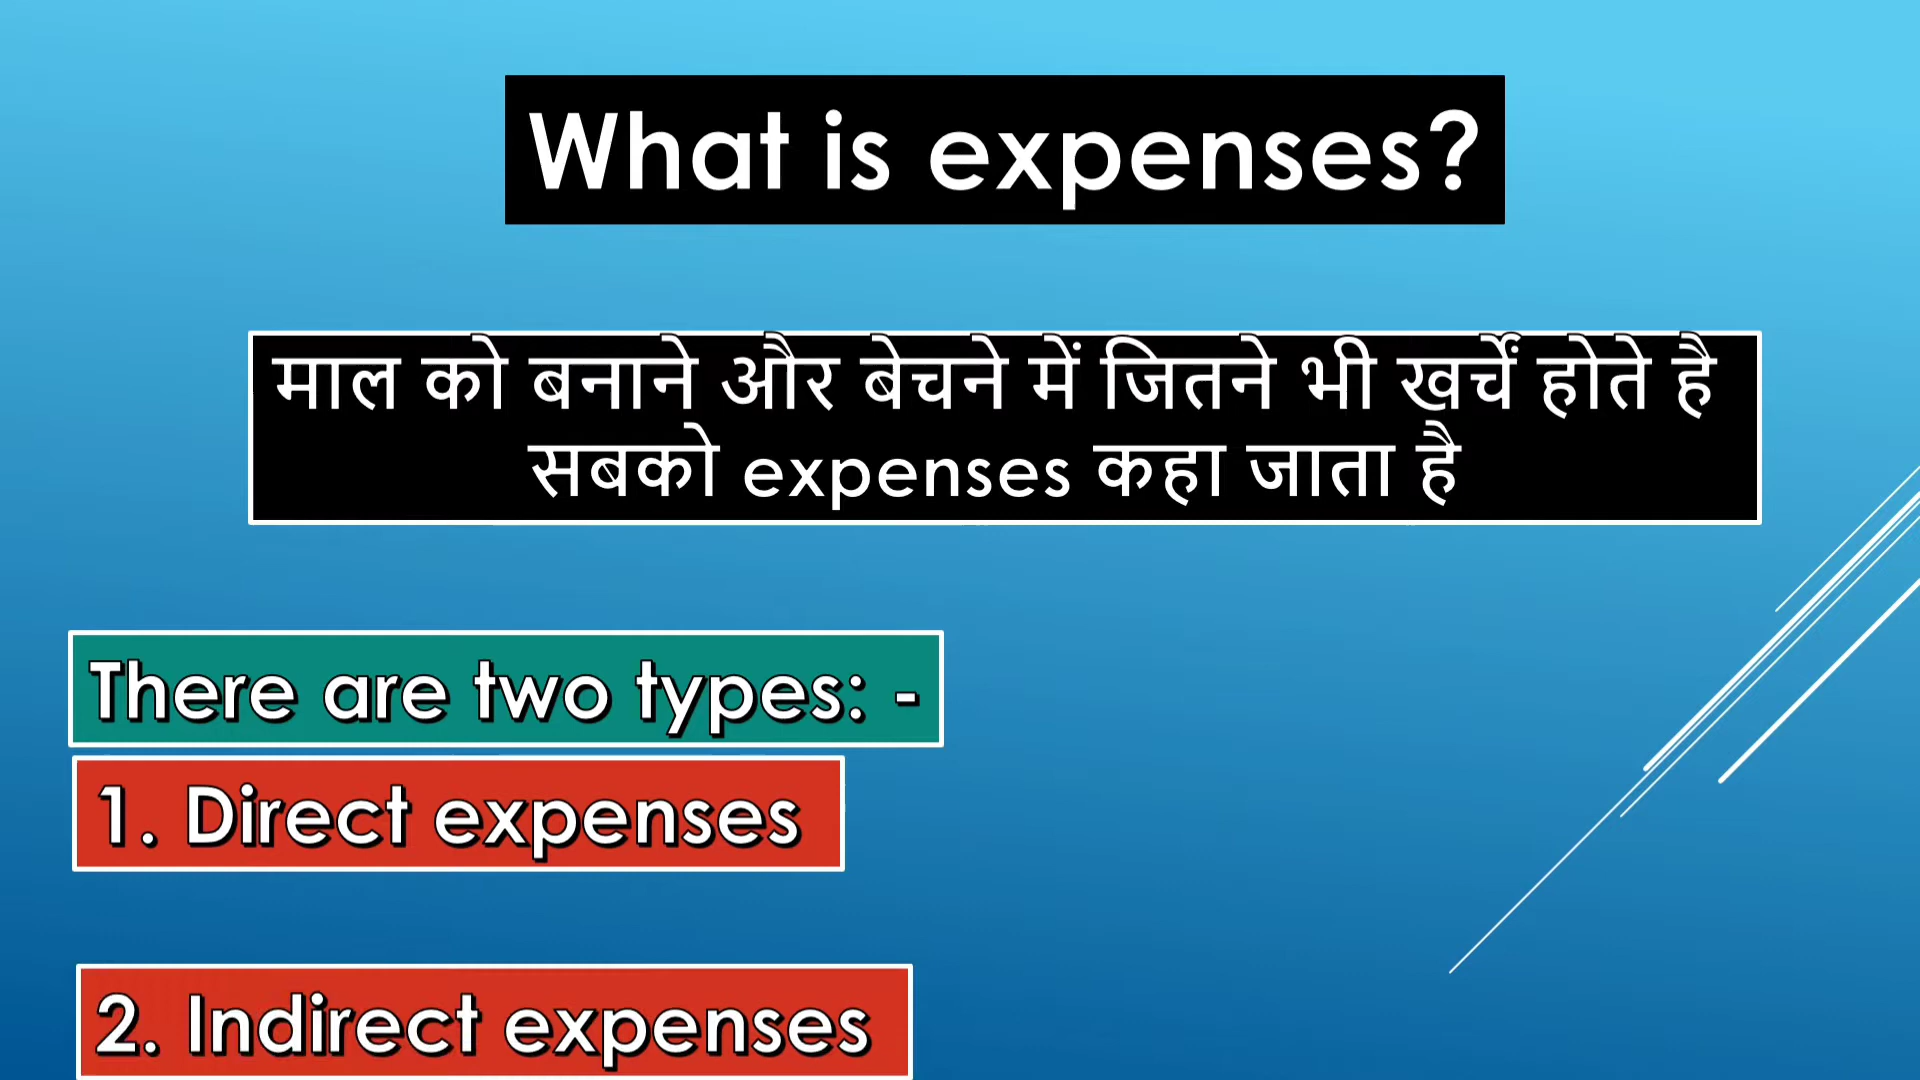 What is expenses?
माल को बनाने और बेचने में जितने भी खर्चें होते है
सबको expenses कहा जाता है
There are two types: -
1. Direct expenses
2. Indirect expenses